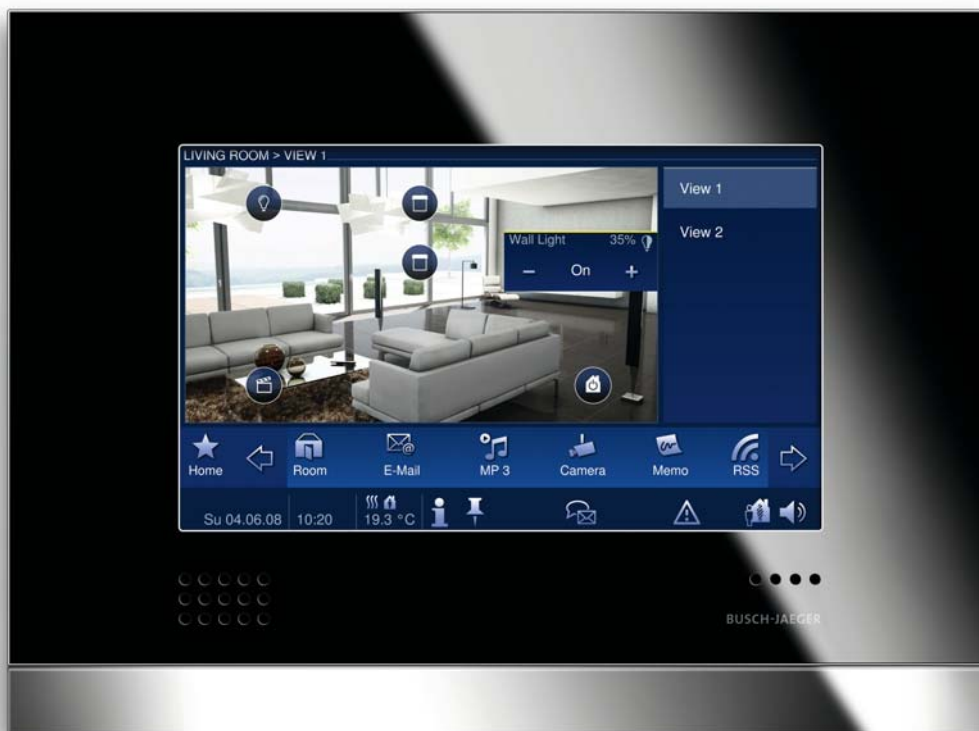 LIVING ROOM > VIEW 1
View 1
View 2
Wall Light 35%
– On +
Home
Room
E-Mail
MP 3
Camera
Memo
RSS
Su 04.06.08 10:20 19.3 °C
BUSCH-JAEGER